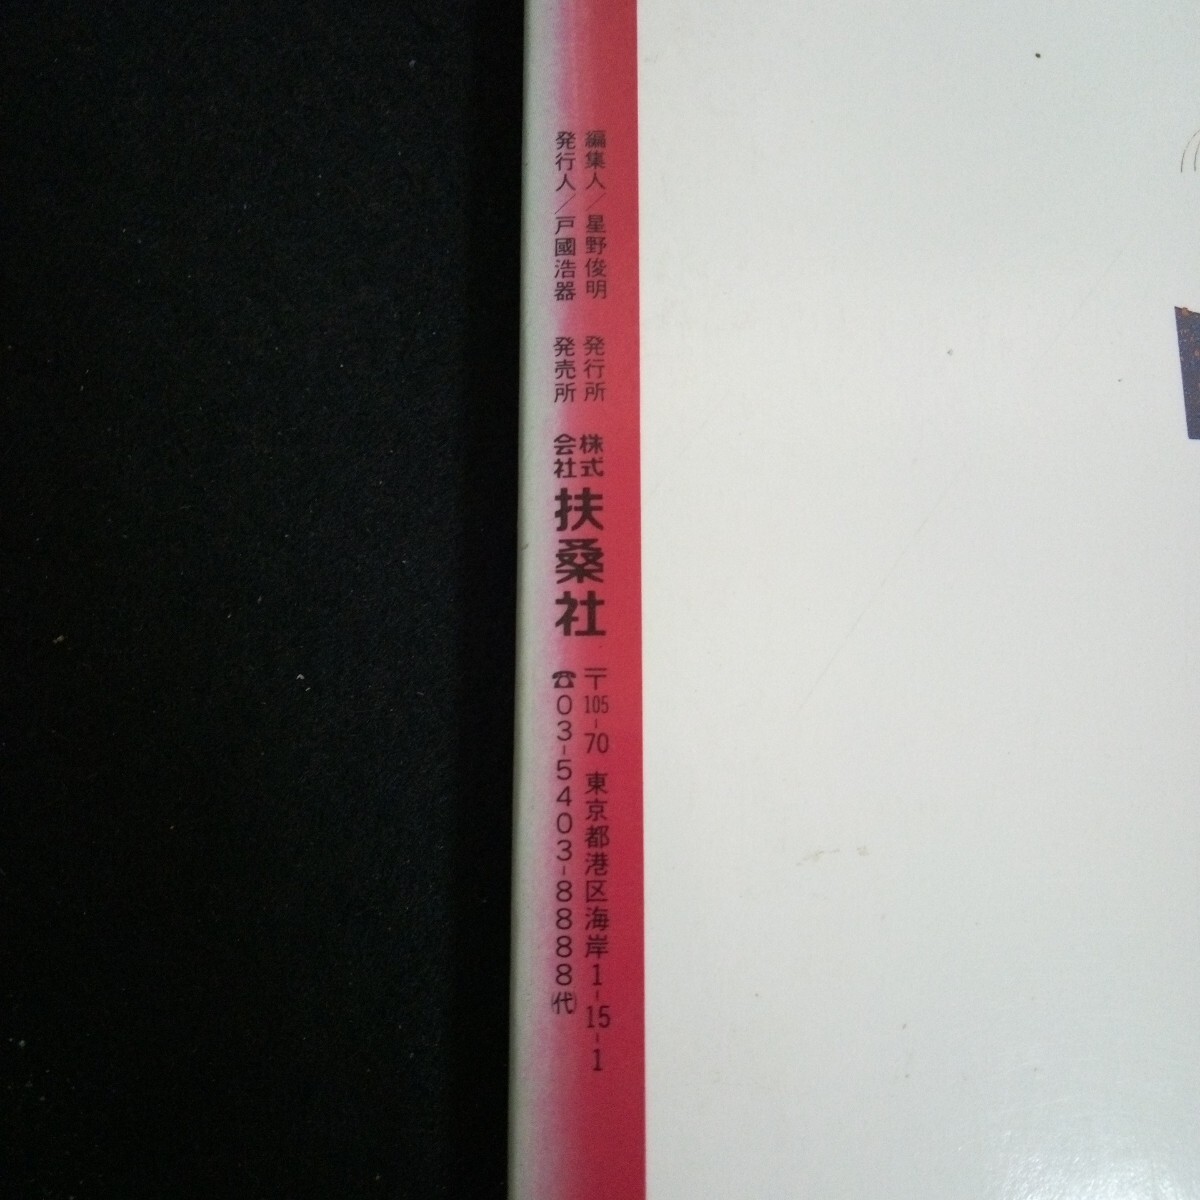 編集人/星野俊明
発行人/戸國浩器
発行所
発売所
株式会社
扶桑社
〒105-70 東京都港区海岸1-15-1
☎03-5403-8888㈹